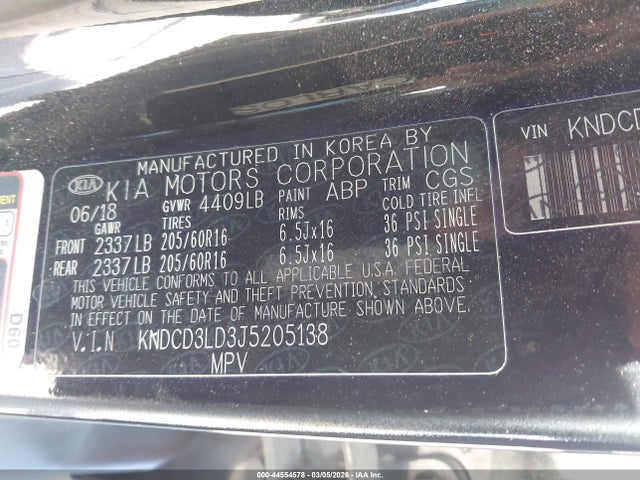 MANUFACTURED IN KOREA BY
KIA KIA MOTORS CORPORATION
06/18 GVWR 4409LB PAINT ABP TRIM CGS
GAWR TIRES RIMS COLD TIRE INFL
FRONT 2337LB 205/60R16 6.5Jx16 36 PSI SINGLE
REAR 2337LB 205/60R16 6.5Jx16 36 PSI SINGLE
THIS VEHICLE CONFORMS TO ALL APPLICABLE U.S.A. FEDERAL
MOTOR VEHICLE SAFETY AND THEFT PREVENTION, STANDARDS
IN EFFECT ON THE DATE OF MANUFACTURE SHOWN ABOVE.
V.I.N KNDCD3LD3J5205138
MPV
VIN KNDCD
D60
000-44554578 | 03/05/2026 - IAA, Inc.